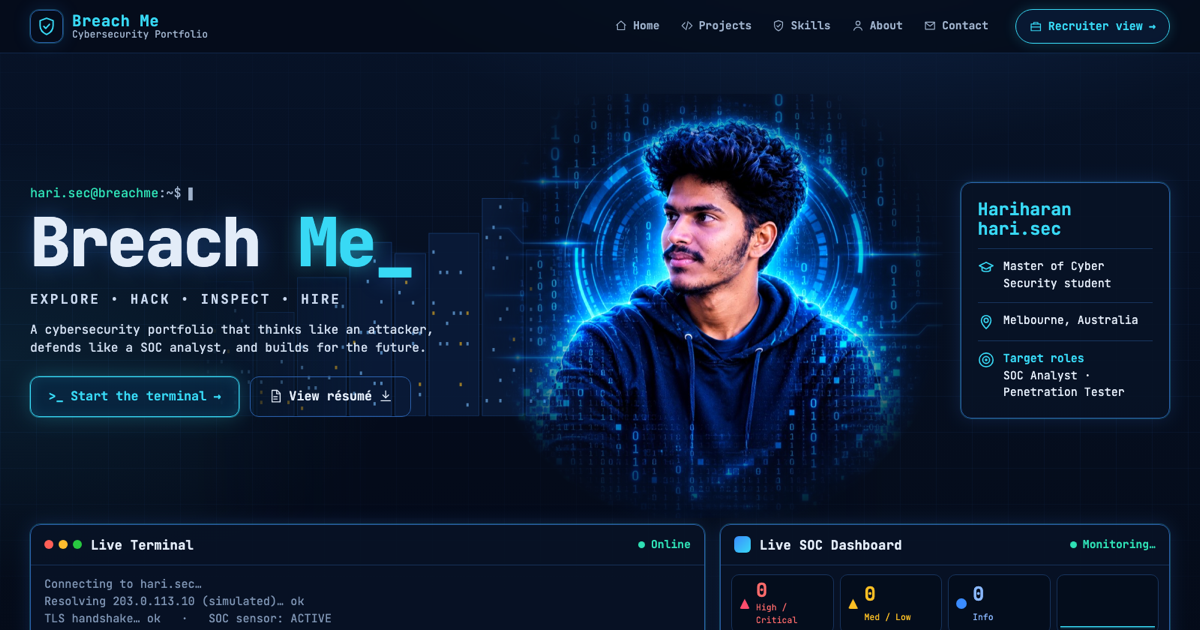 Breach Me
Cybersecurity Portfolio
Home
Projects
Skills
About
Contact
Recruiter view →
hari.sec@breachme:~$
Breach Me_
EXPLORE • HACK • INSPECT • HIRE
A cybersecurity portfolio that thinks like an attacker,
defends like a SOC analyst, and builds for the future.
>_ Start the terminal →
View résumé
Hariharan
hari.sec
Master of Cyber
Security student
Melbourne, Australia
Target roles
SOC Analyst ·
Penetration Tester
Live Terminal
Online
Connecting to hari.sec…
Resolving 203.0.113.10 (simulated)… ok
TLS handshake… ok · SOC sensor: ACTIVE
Live SOC Dashboard
Monitoring…
0
High /
Critical
0
Med / Low
0
Info